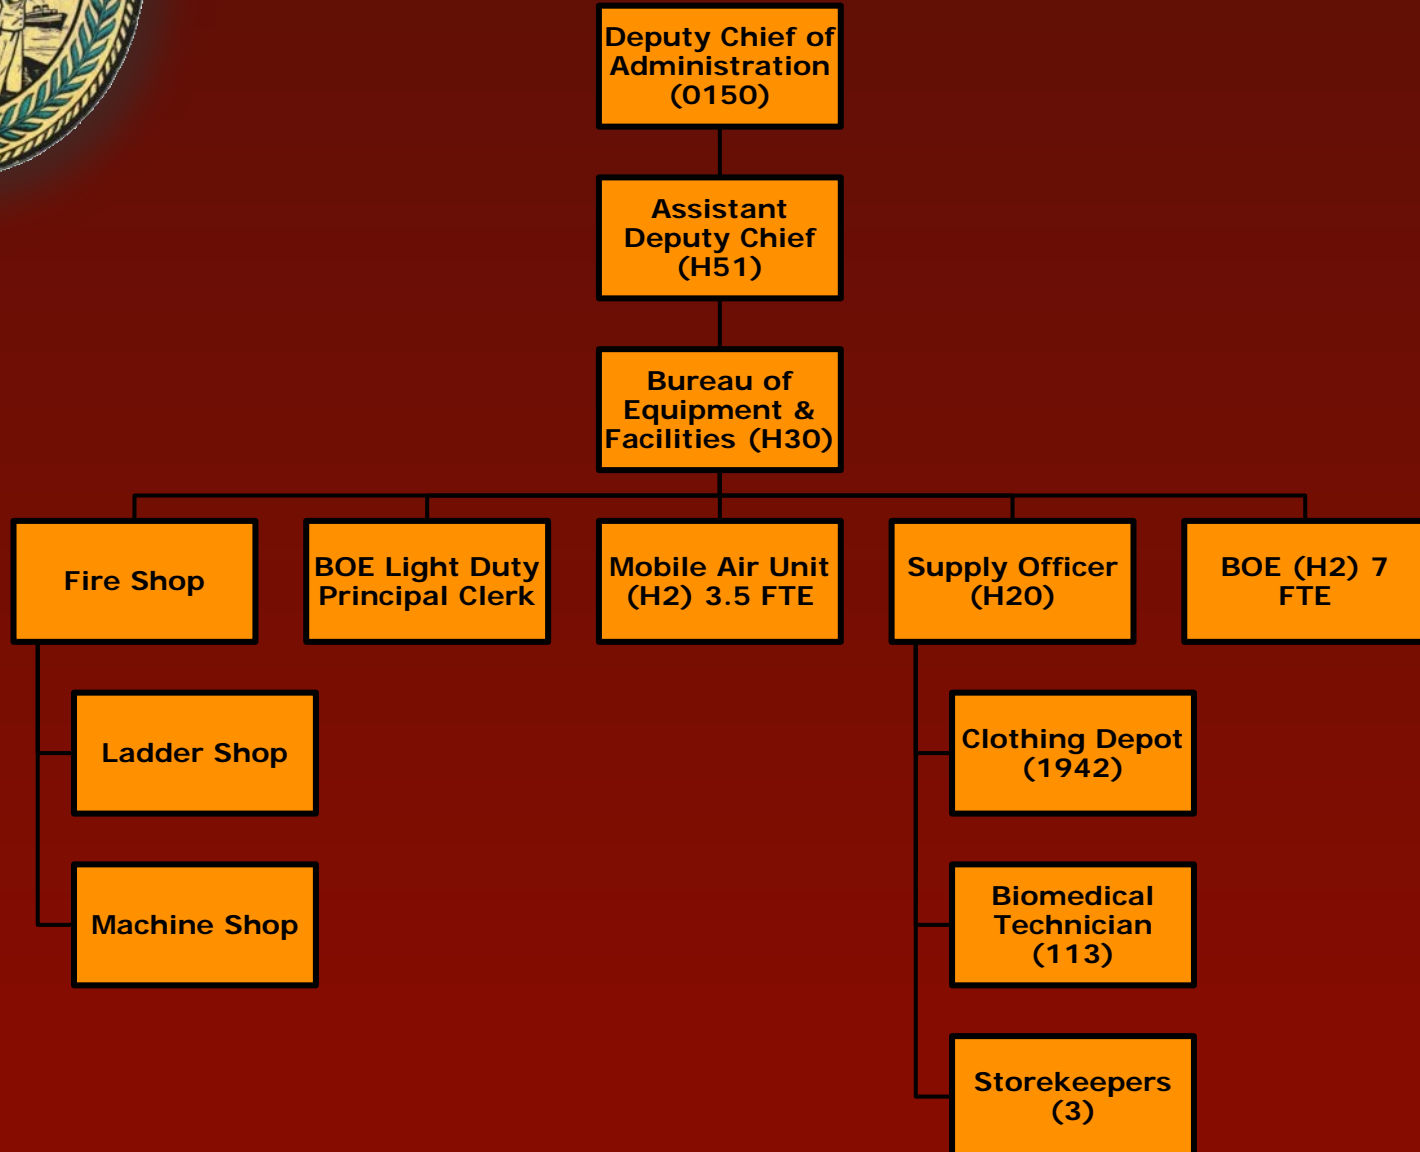 Deputy Chief of
Administration
(0150)
Assistant
Deputy Chief
(H51)
Bureau of
Equipment &
Facilities (H30)
Fire Shop
BOE Light Duty
Principal Clerk
Mobile Air Unit
(H2) 3.5 FTE
Supply Officer
(H20)
BOE (H2) 7
FTE
Ladder Shop
Machine Shop
Clothing Depot
(1942)
Biomedical
Technician
(113)
Storekeepers
(3)